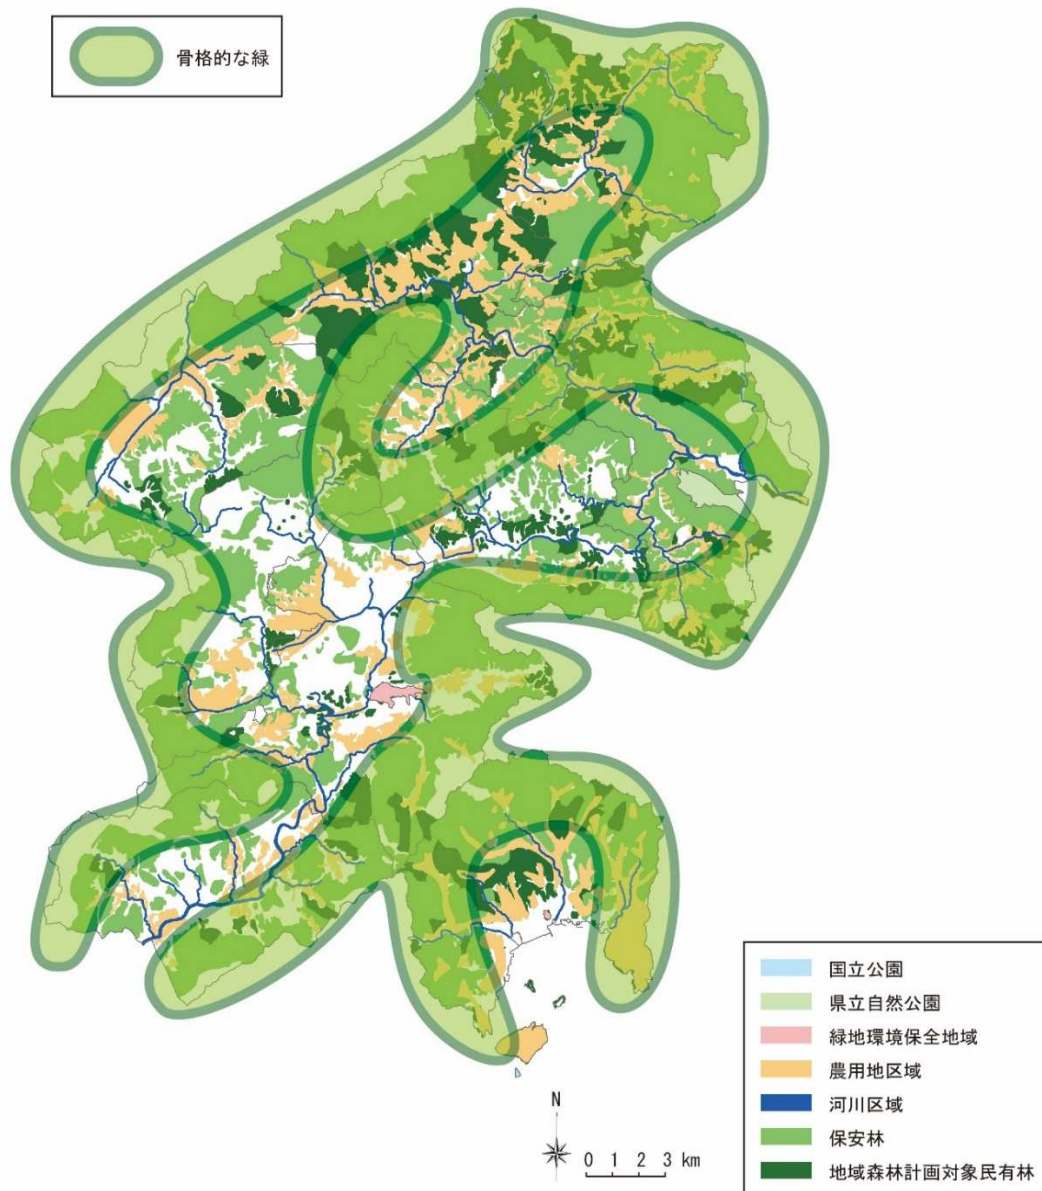 骨格的な緑
国立公園
県立自然公園
緑地環境保全地域
農用地区域
河川区域
保安林
地域森林計画対象民有林
N
0 1 2 3 km